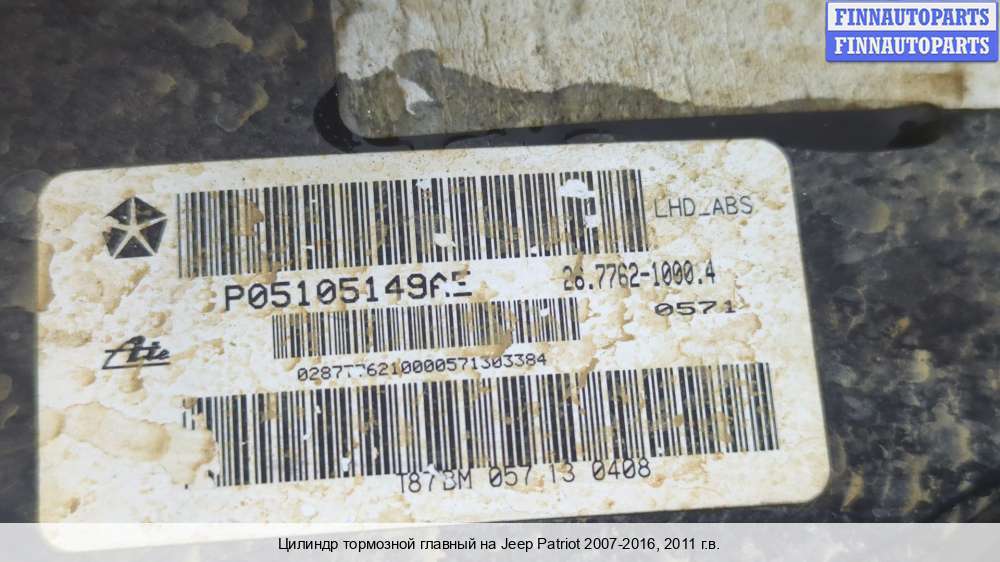 FINNAUTOPARTS
FINNAUTOPARTS
LHD_ABS
P05105149AE
26.7762-1000.4
0571
Ate
T87BM 057 13 0408
Цилиндр тормозной главный на Jeep Patriot 2007-2016, 2011 г.в.